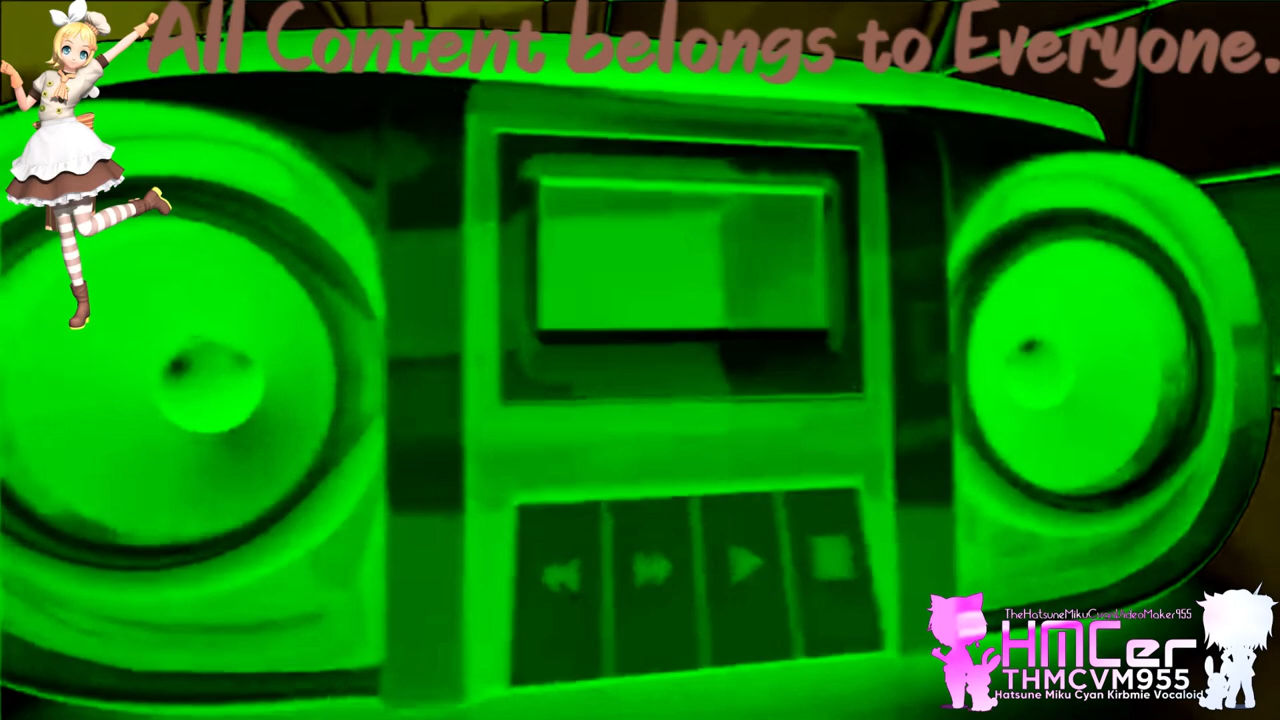 All Content belongs to Everyone.
TheHatsuneMikuCyanVideoMaker955
HMCer
THMCVM955
Hatsune Miku Cyan Kirbmie Vocaloid